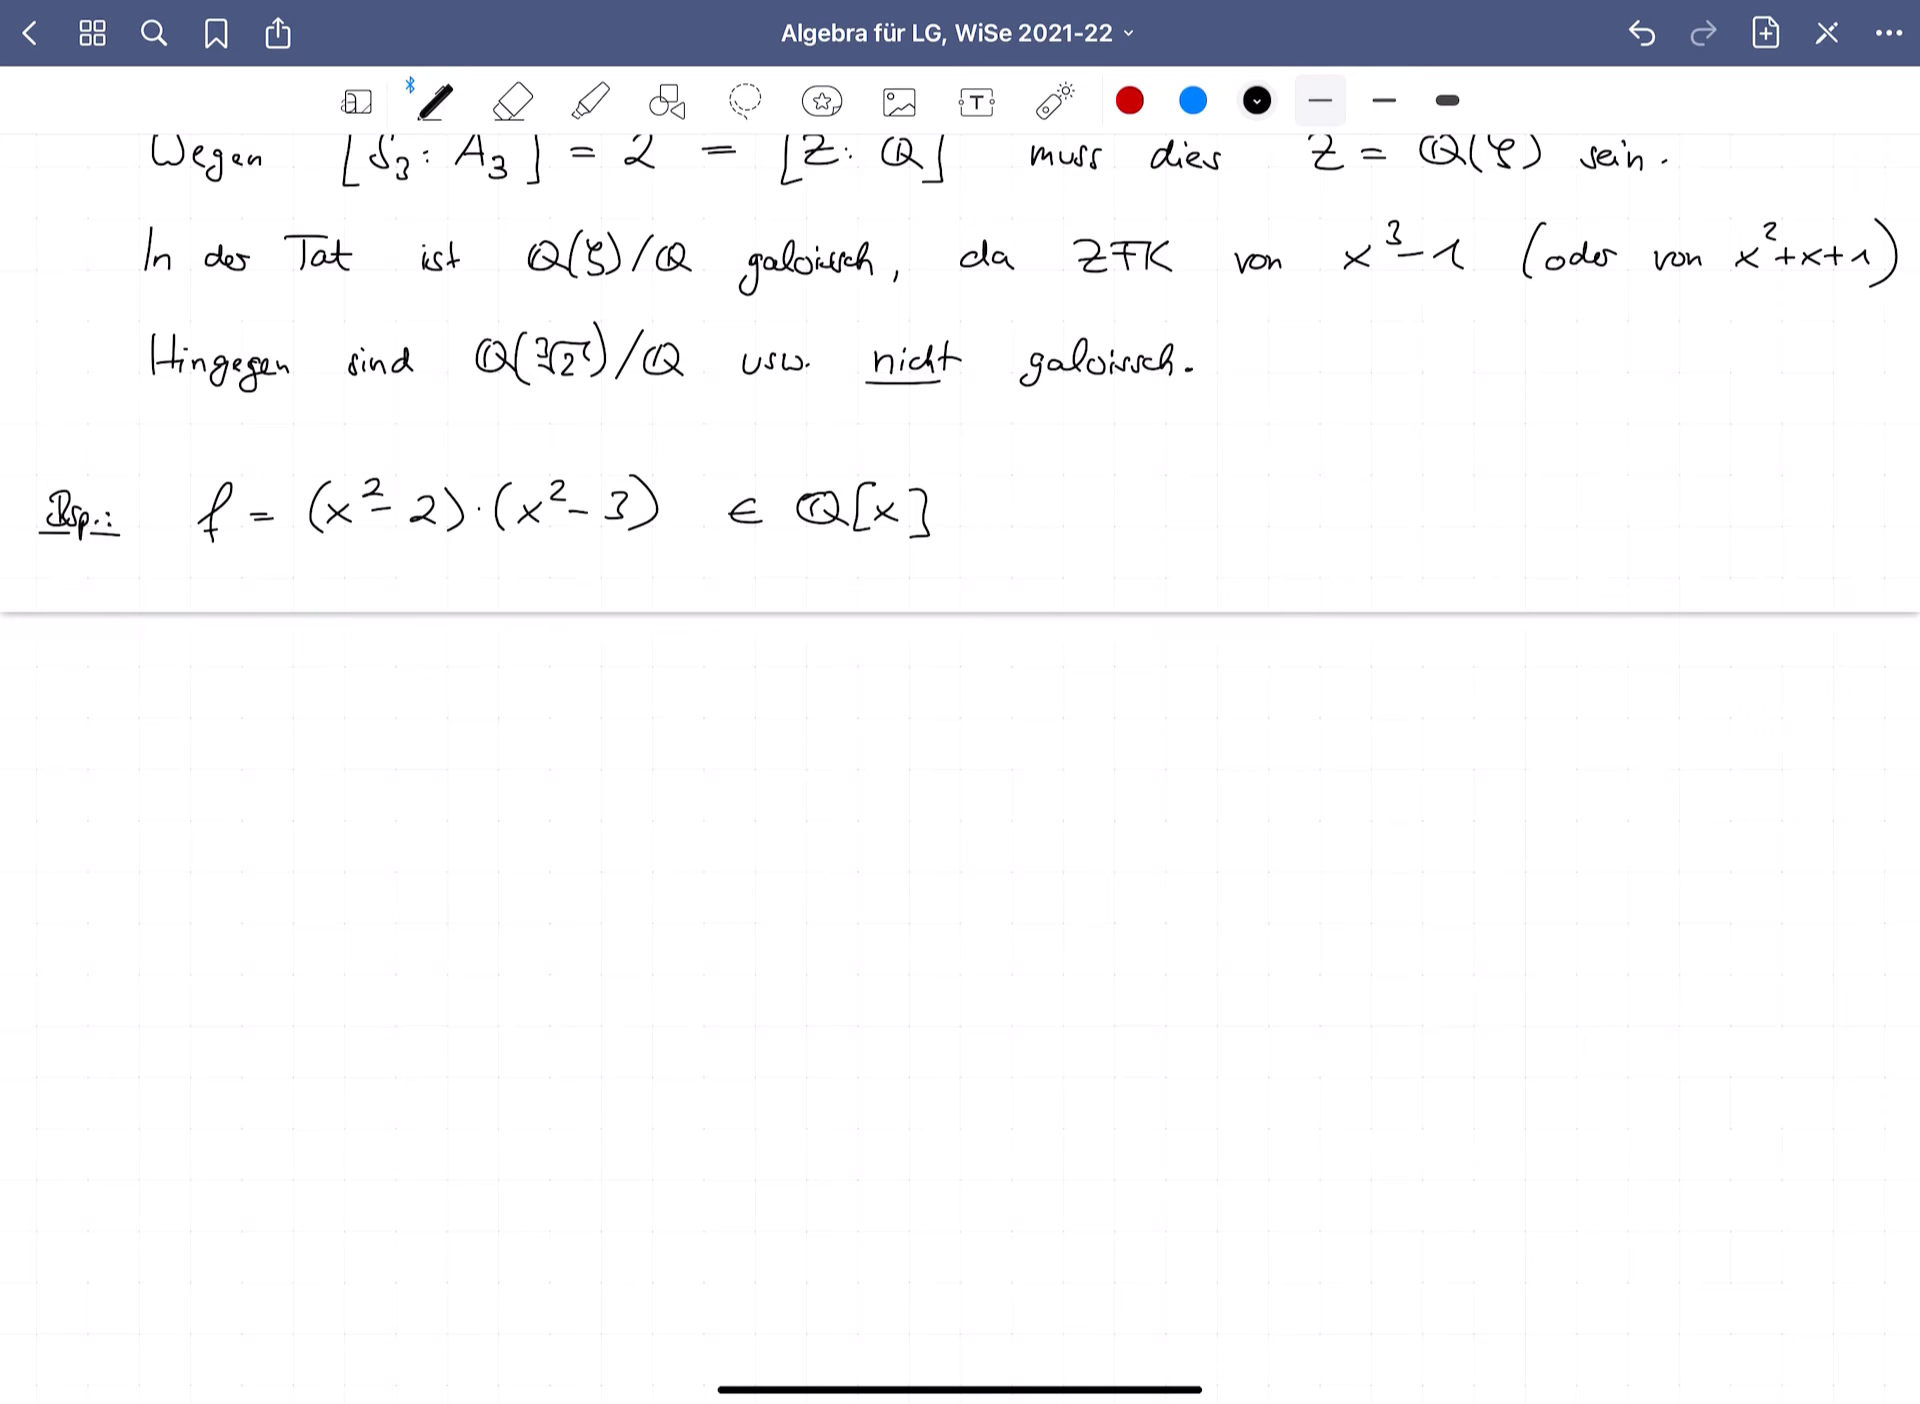 Algebra für LG, WiSe 2021-22
Wegen [S₃ : A₃] = 2 = [Z : ℚ] muss dies Z = ℚ(ζ) sein.
In der Tat ist ℚ(ζ)/ℚ galoissch, da ZFK von x³-1 (oder von x²+x+1)
Hingegen sind ℚ(∛2)/ℚ usw. nicht galoissch.
Bsp.: f = (x²-2)·(x²-3) ∈ ℚ[x]